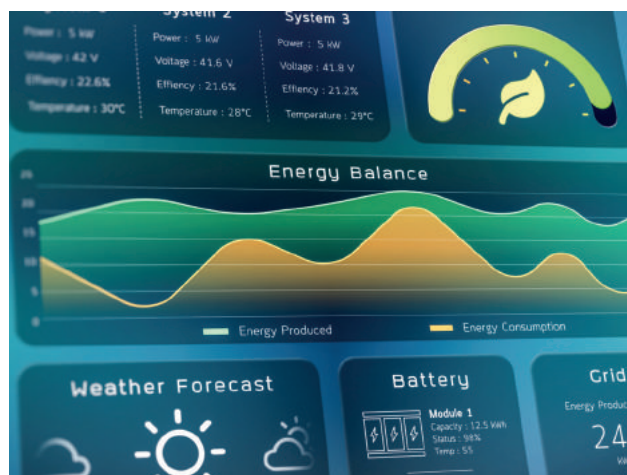 System 2
System 3
Power : 5 kW
Voltage : 42 V
Effiency : 22.6%
Temperature : 30°C
Power : 5 kW
Voltage : 41.6 V
Effiency : 21.6%
Temperature : 28°C
Power : 5 kW
Voltage : 41.8 V
Effiency : 21.2%
Temperature : 29°C
Energy Balance
25
20
15
10
5
0
Energy Produced
Energy Consumption
Weather Forecast
Battery
Module 1
Capacity : 12.5 kWh
Status : 98%
Temp : 55
Grid
Energy Produc
24